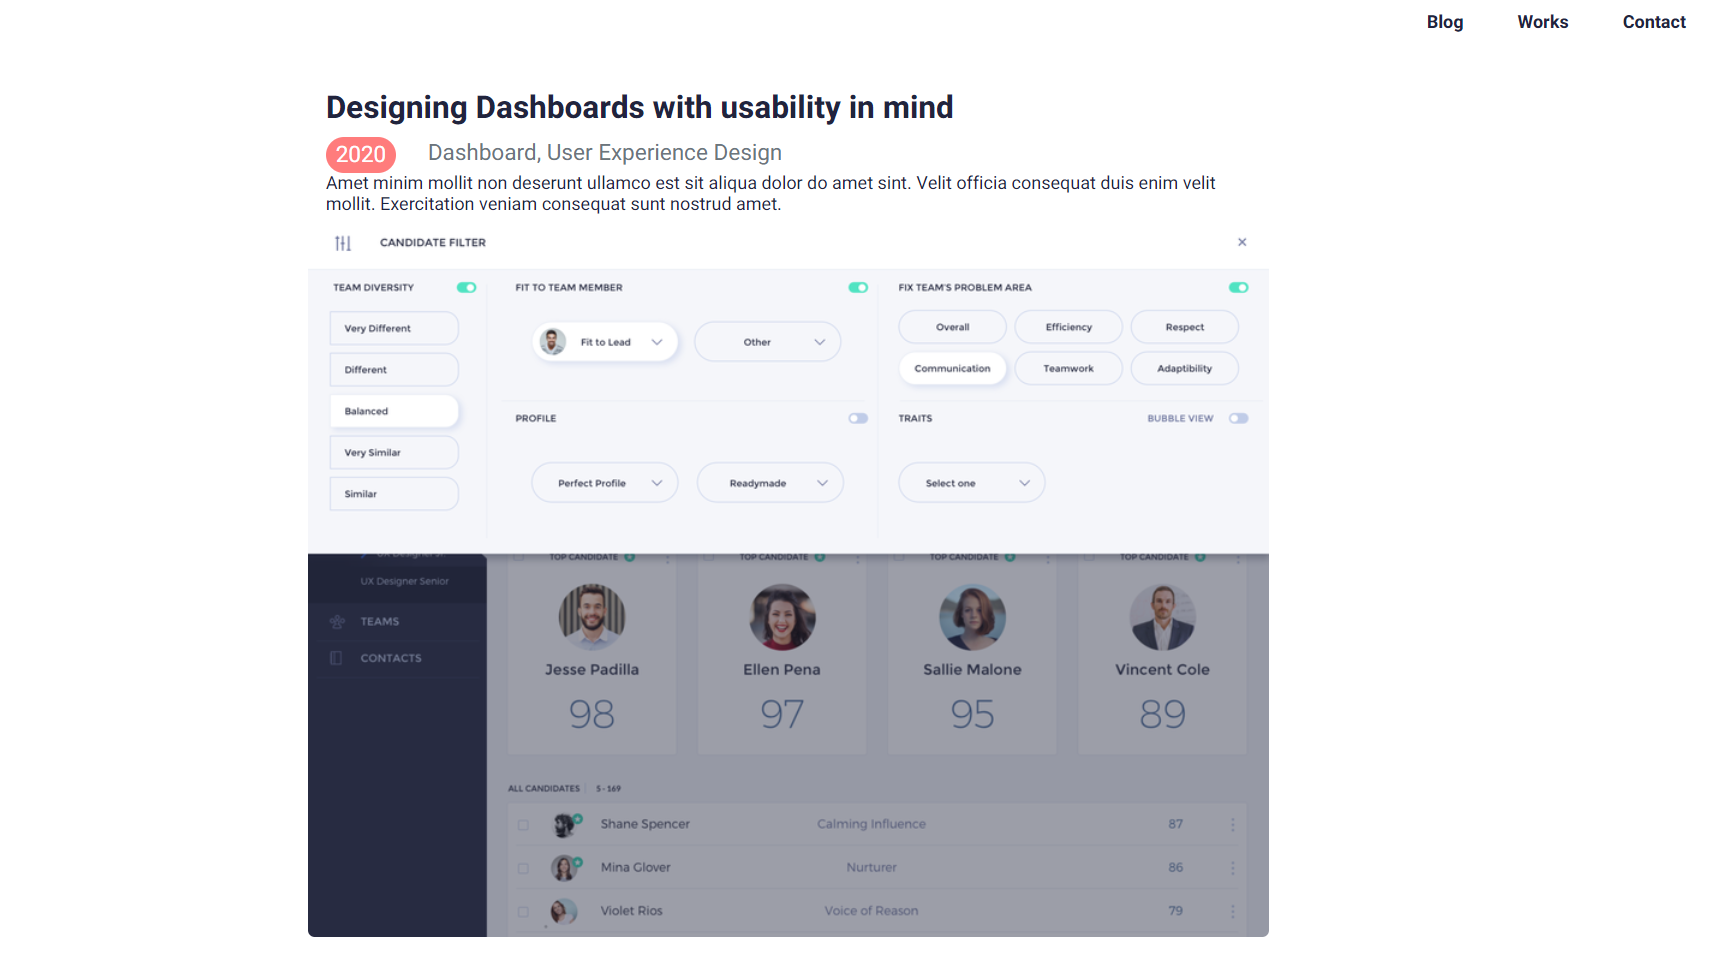 Blog Works Contact
Designing Dashboards with usability in mind
2020 Dashboard, User Experience Design
Amet minim mollit non deserunt ullamco est sit aliqua dolor do amet sint. Velit officia consequat duis enim velit
mollit. Exercitation veniam consequat sunt nostrud amet.
CANDIDATE FILTER
TEAM DIVERSITY FIT TO TEAM MEMBER FIX TEAM'S PROBLEM AREA
Very Different Fit to Lead Other Overall Efficiency Respect
Different Communication Teamwork Adaptibility
Balanced PROFILE TRAITS BUBBLE VIEW
Very Similar
Similar Perfect Profile Readymade Select one
TOP CANDIDATE TOP CANDIDATE TOP CANDIDATE TOP CANDIDATE
UX Designer Senior
TEAMS
CONTACTS
Jesse Padilla Ellen Pena Sallie Malone Vincent Cole
98 97 95 89
ALL CANDIDATES 5 - 169
Shane Spencer Calming Influence 87
Mina Glover Nurturer 86
Violet Rios Voice of Reason 79